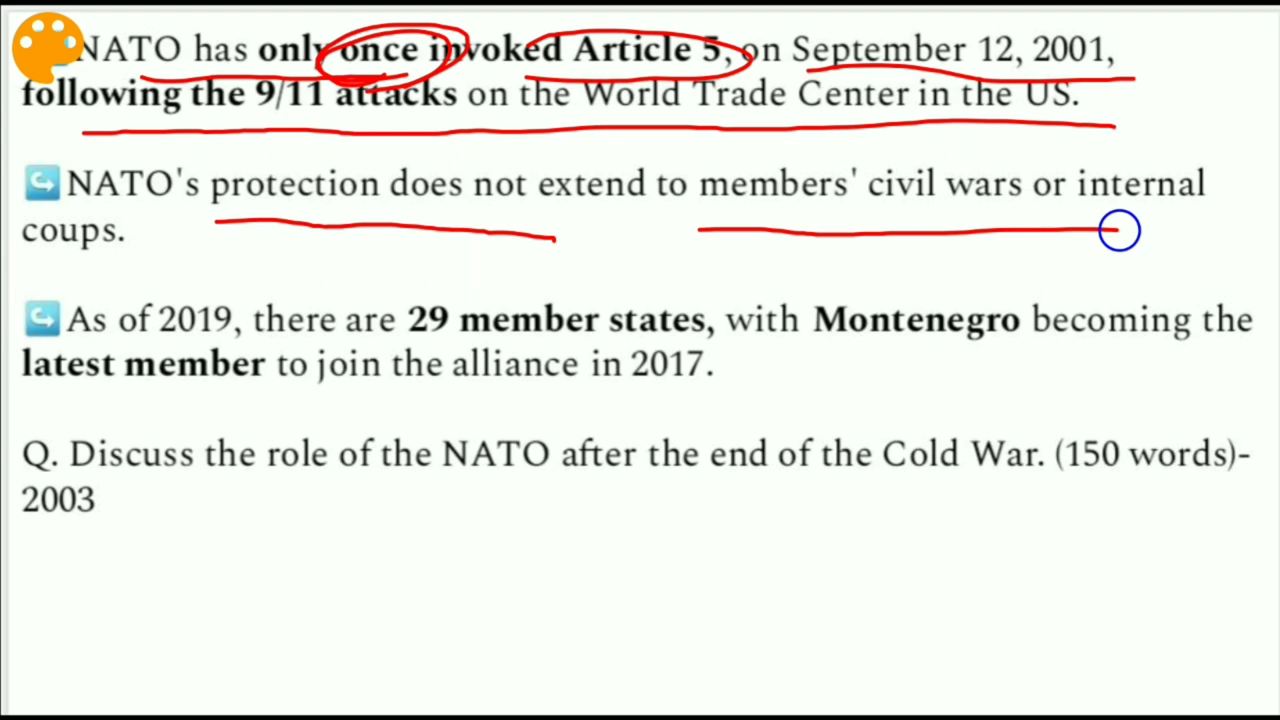 NATO has only once invoked Article 5, on September 12, 2001,
following the 9/11 attacks on the World Trade Center in the US.
NATO's protection does not extend to members' civil wars or internal
coups.
As of 2019, there are 29 member states, with Montenegro becoming the
latest member to join the alliance in 2017.
Q. Discuss the role of the NATO after the end of the Cold War. (150 words)-
2003